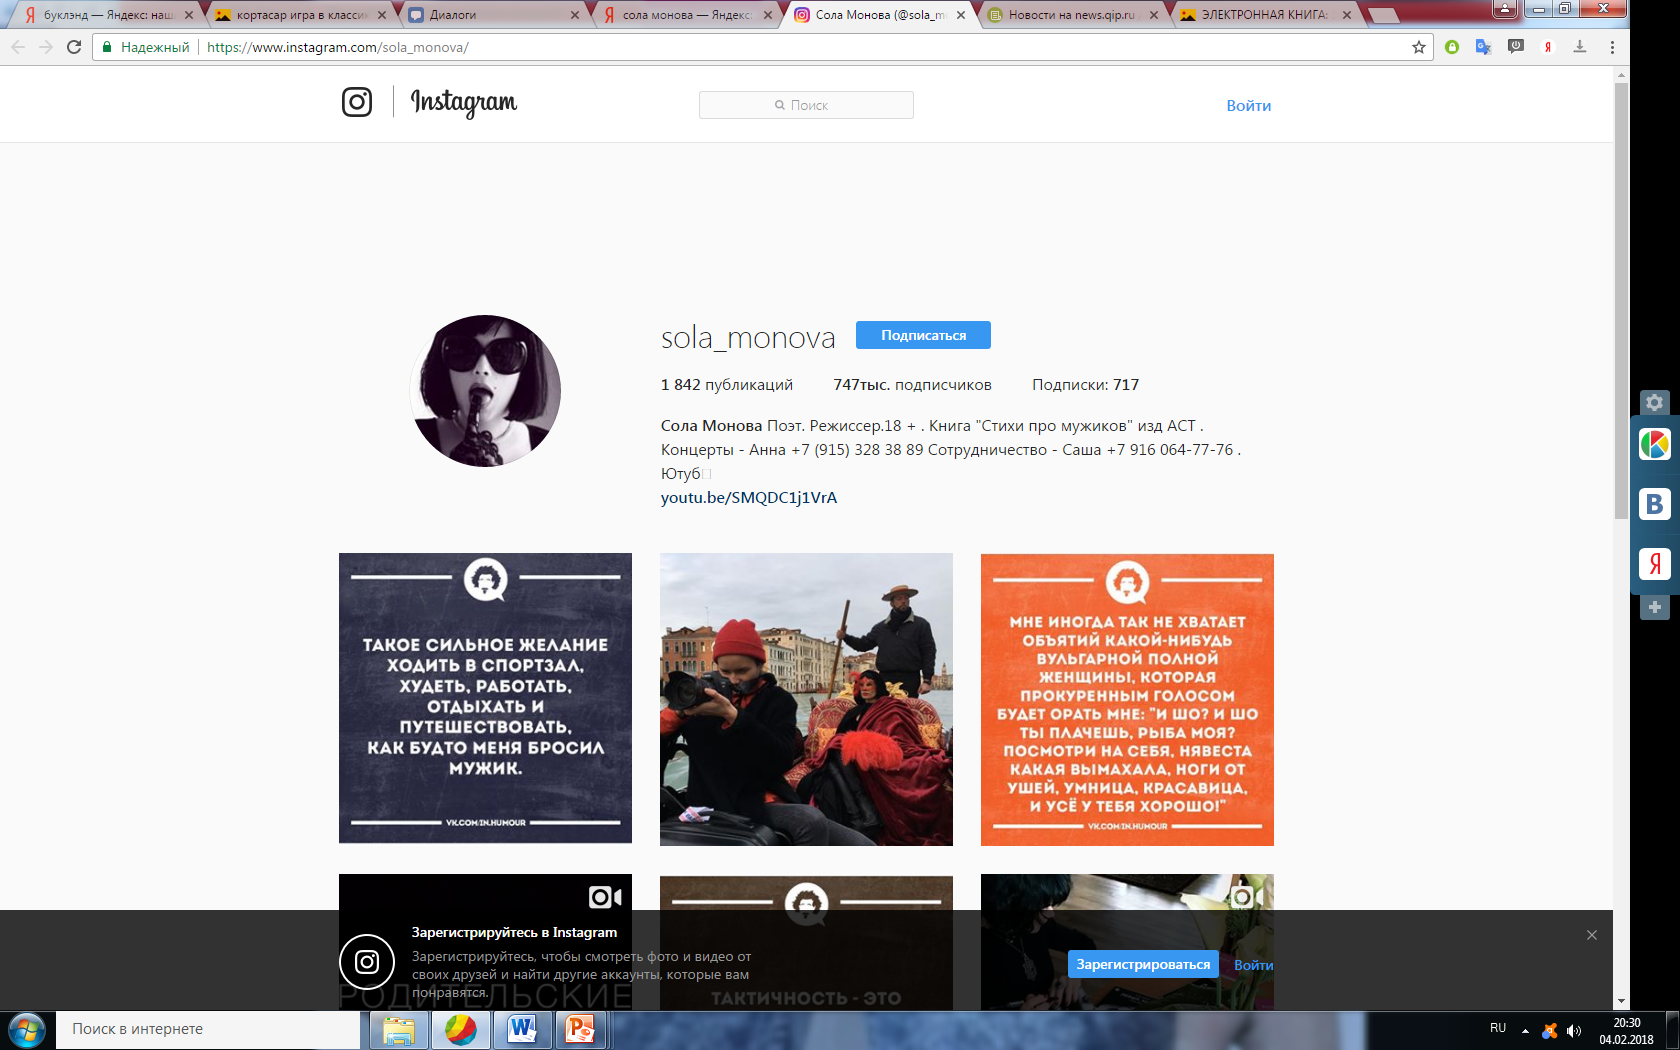 буклэнд — Яндекс: наш
кортасар игра в классик
Диалоги
сола монова — Яндекс:
Сола Монова (@sola_m
Новости на news.qip.ru
ЭЛЕКТРОННАЯ КНИГА:
Надежный https://www.instagram.com/sola_monova/
Instagram
Поиск
Войти
sola_monova
Подписаться
1 842 публикаций 747тыс. подписчиков Подписки: 717
Сола Монова Поэт. Режиссер.18 + . Книга "Стихи про мужиков" изд АСТ .
Концерты - Анна +7 (915) 328 38 89 Сотрудничество - Саша +7 916 064-77-76 .
Ютуб
youtu.be/SMQDC1j1VrA
ТАКОЕ СИЛЬНОЕ ЖЕЛАНИЕ
ХОДИТЬ В СПОРТЗАЛ,
ХУДЕТЬ, РАБОТАТЬ,
ОТДЫХАТЬ И
ПУТЕШЕСТВОВАТЬ,
КАК БУДТО МЕНЯ БРОСИЛ
МУЖИК.
VK.COM/IN.HUMOUR
МНЕ ИНОГДА ТАК НЕ ХВАТАЕТ
ОБЪЯТИЙ КАКОЙ-НИБУДЬ
ВУЛЬГАРНОЙ ПОЛНОЙ
ЖЕНЩИНЫ, КОТОРАЯ
ПРОКУРЕННЫМ ГОЛОСОМ
БУДЕТ ОРАТЬ МНЕ: "И ШО? И ШО
ТЫ ПЛАЧЕШЬ, РЫБА МОЯ?
ПОСМОТРИ НА СЕБЯ, НЯВЕСТА
КАКАЯ ВЫМАХАЛА, НОГИ ОТ
УШЕЙ, УМНИЦА, КРАСАВИЦА,
И УСЁ У ТЕБЯ ХОРОШО!"
VK.COM/IN.HUMOUR
Зарегистрируйтесь в Instagram
Зарегистрируйтесь, чтобы смотреть фото и видео от
своих друзей и найти другие аккаунты, которые вам
понравятся.
Зарегистрироваться
Войти
РОДИТЕЛЬСКИЕ
ТАКТИЧНОСТЬ - ЭТО
Поиск в интернете
RU
20:30
04.02.2018